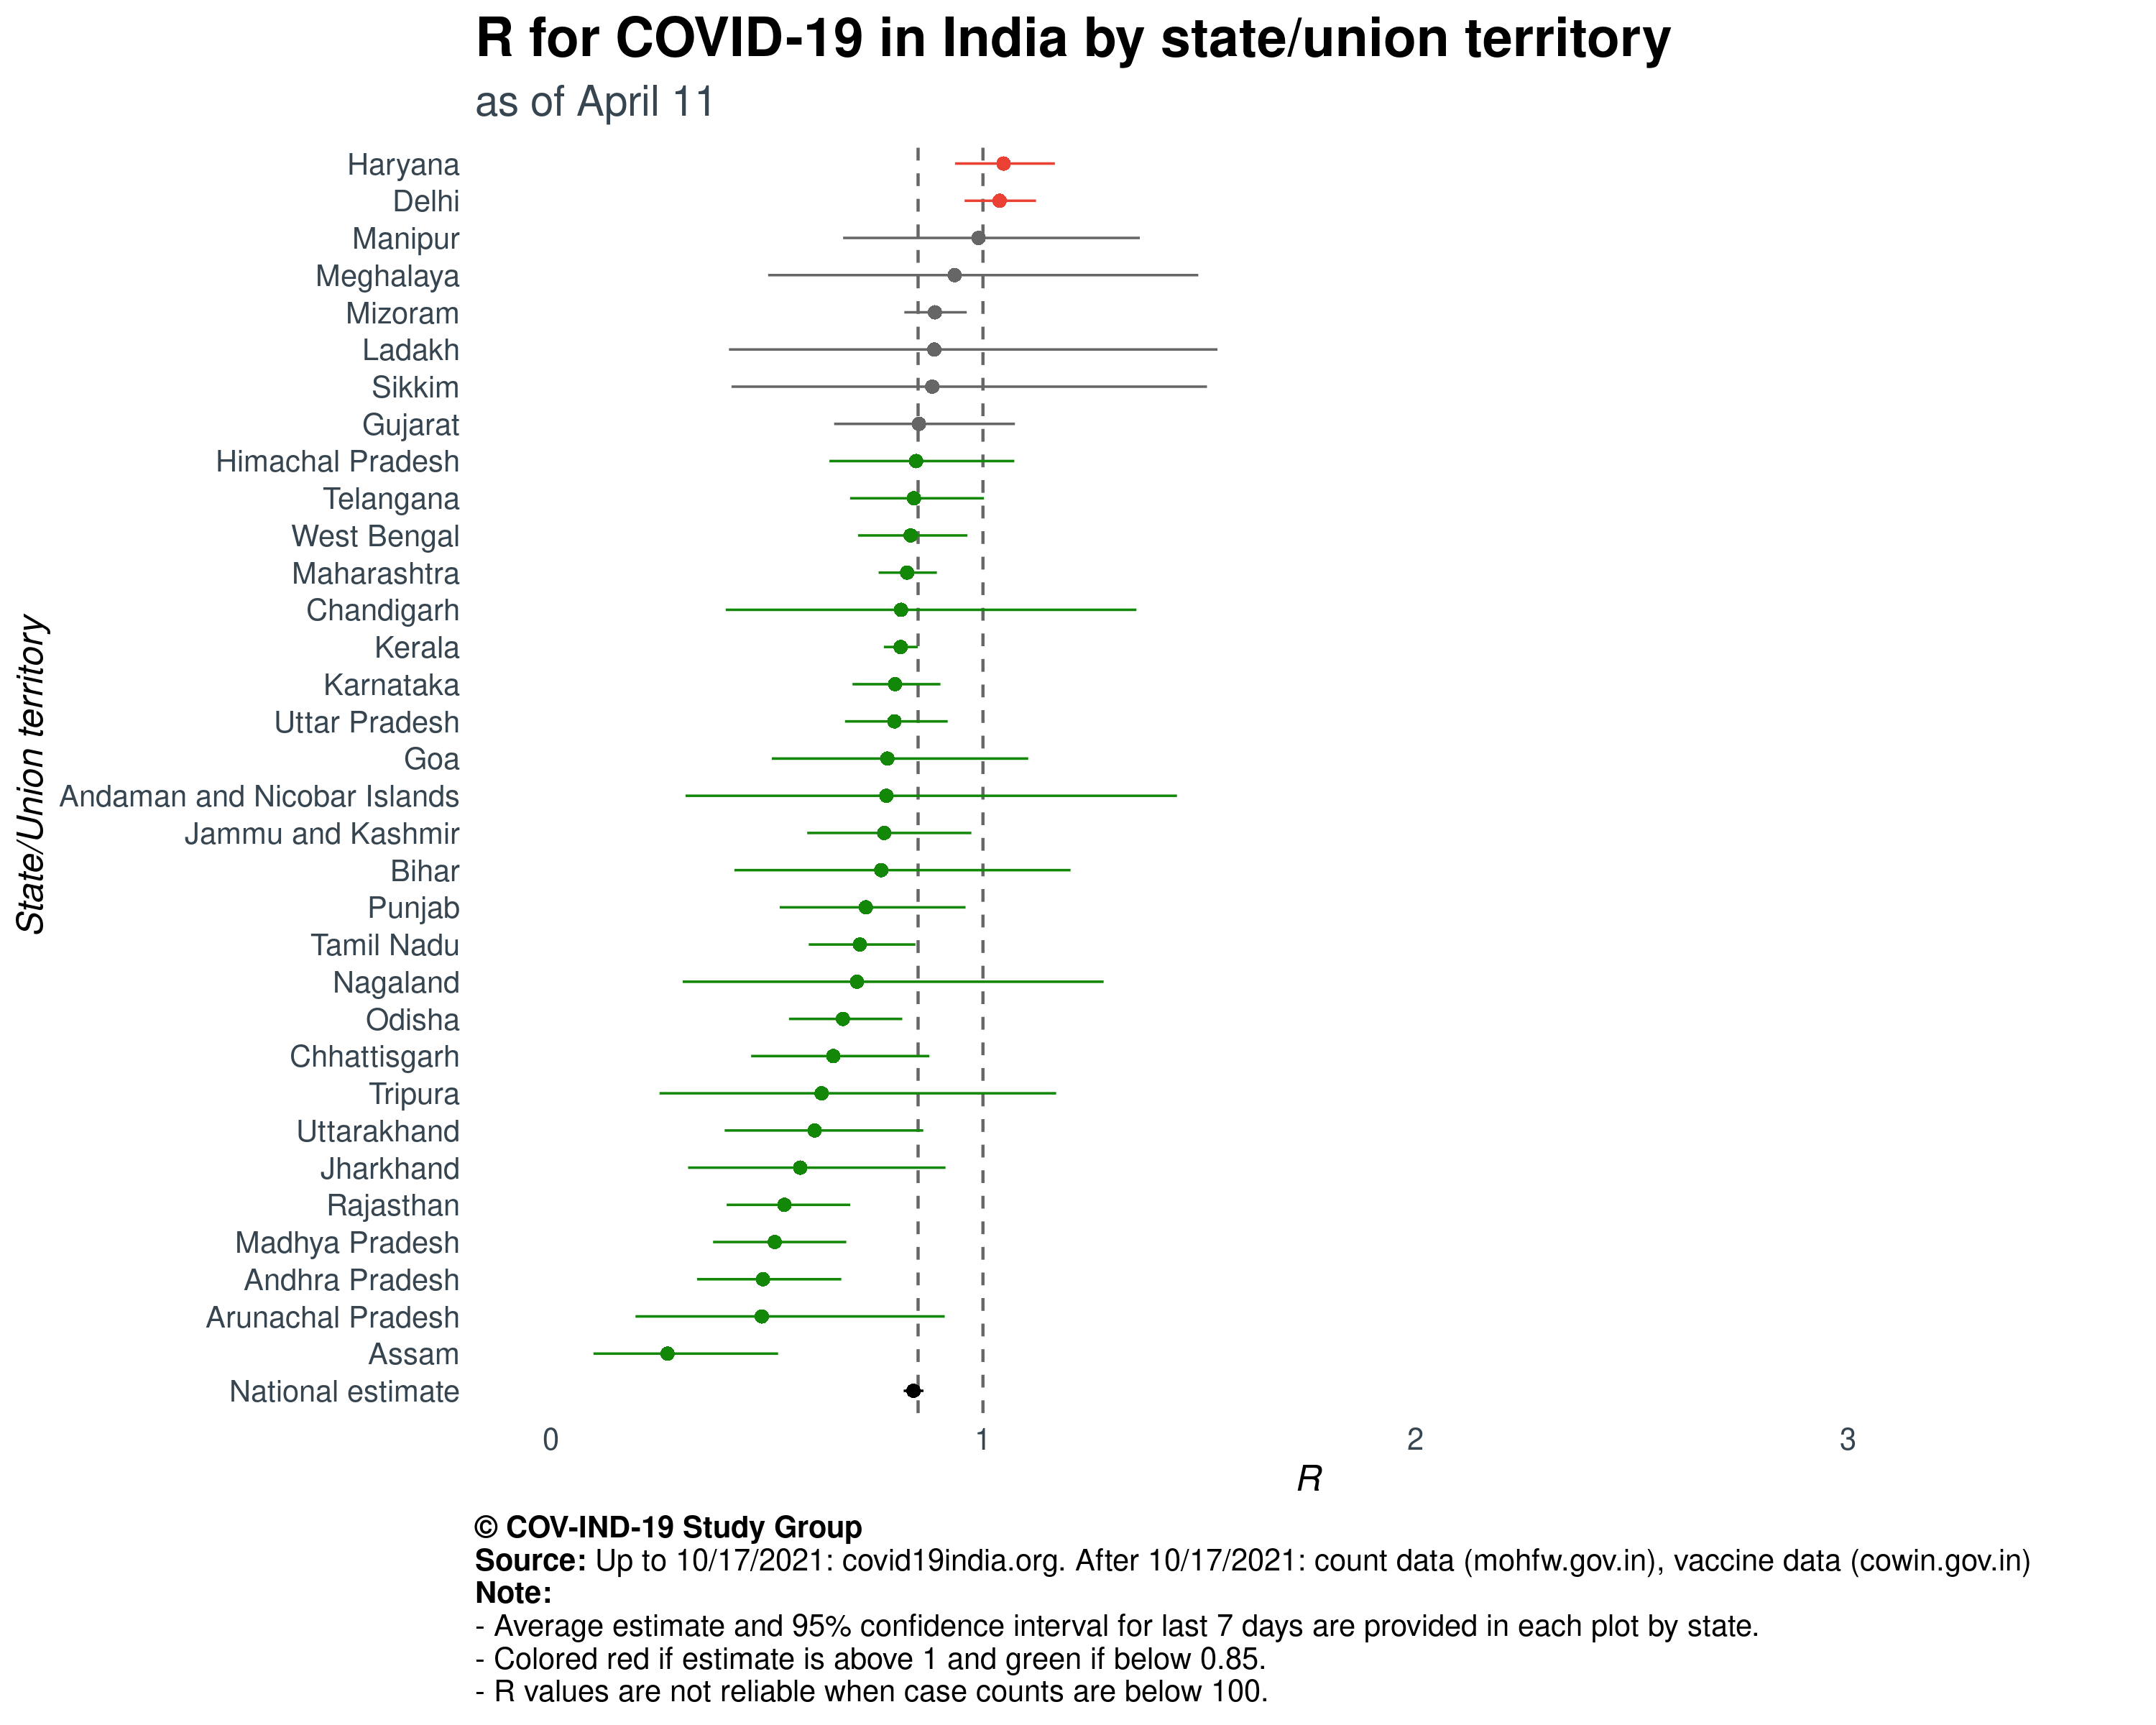 R for COVID-19 in India by state/union territory
as of April 11
State/Union territory
Haryana
Delhi
Manipur
Meghalaya
Mizoram
Ladakh
Sikkim
Gujarat
Himachal Pradesh
Telangana
West Bengal
Maharashtra
Chandigarh
Kerala
Karnataka
Uttar Pradesh
Goa
Andaman and Nicobar Islands
Jammu and Kashmir
Bihar
Punjab
Tamil Nadu
Nagaland
Odisha
Chhattisgarh
Tripura
Uttarakhand
Jharkhand
Rajasthan
Madhya Pradesh
Andhra Pradesh
Arunachal Pradesh
Assam
National estimate
0 1 2 3
R
© COV-IND-19 Study Group
Source: Up to 10/17/2021: covid19india.org. After 10/17/2021: count data (mohfw.gov.in), vaccine data (cowin.gov.in)
Note:
- Average estimate and 95% confidence interval for last 7 days are provided in each plot by state.
- Colored red if estimate is above 1 and green if below 0.85.
- R values are not reliable when case counts are below 100.